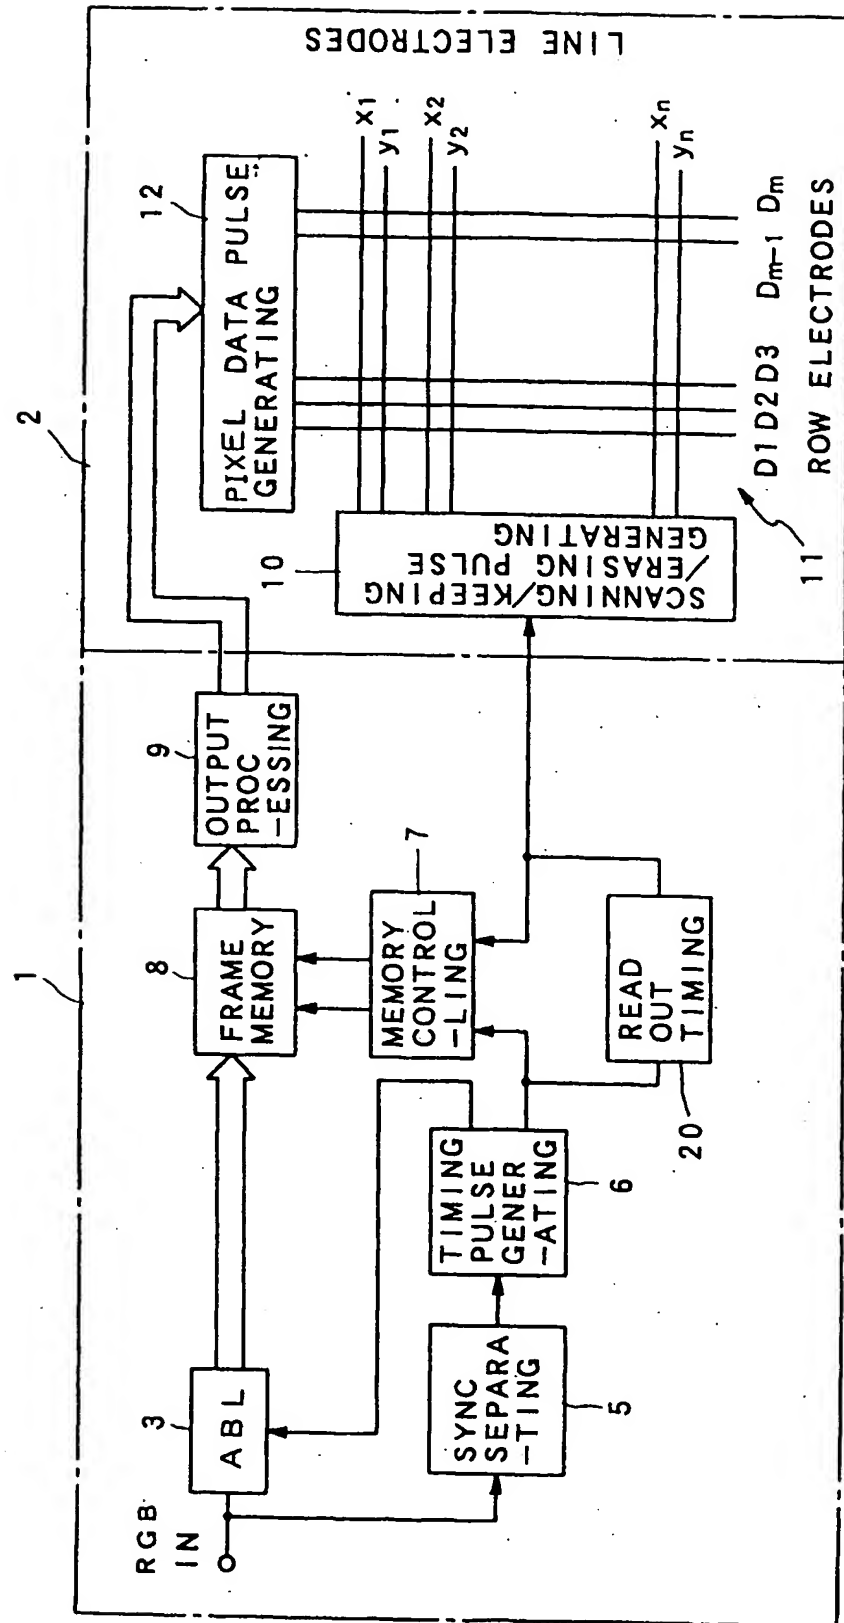 1
2
RGB
IN
3
ABL
8
FRAME
MEMORY
9
OUTPUT
PROC
-ESSING
12
PIXEL DATA PULSE
GENERATING
5
SYNC
SEPARA
-TING
6
TIMING
PULSE
GENER
-ATING
7
MEMORY
CONTROL
-LING
20
READ
OUT
TIMING
10
SCANNING/KEEPING
/ERASING PULSE
GENERATING
x1
y1
x2
y2
xn
yn
LINE ELECTRODES
11
D1 D2 D3 Dm-1 Dm
ROW ELECTRODES